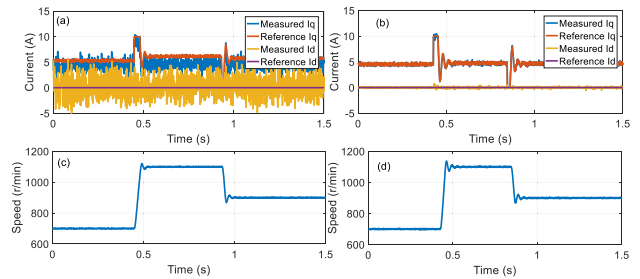 (a)
Measured Iq
Reference Iq
Measured Id
Reference Id
Current (A)
15
10
5
0
-5
0 0.5 1 1.5
Time (s)
(b)
Measured Iq
Reference Iq
Measured Id
Reference Id
Current (A)
15
10
5
0
-5
0 0.5 1 1.5
Time (s)
(c)
Speed (r/min)
1200
1000
800
600
0 0.5 1 1.5
Time (s)
(d)
Speed (r/min)
1200
1000
800
600
0 0.5 1 1.5
Time (s)